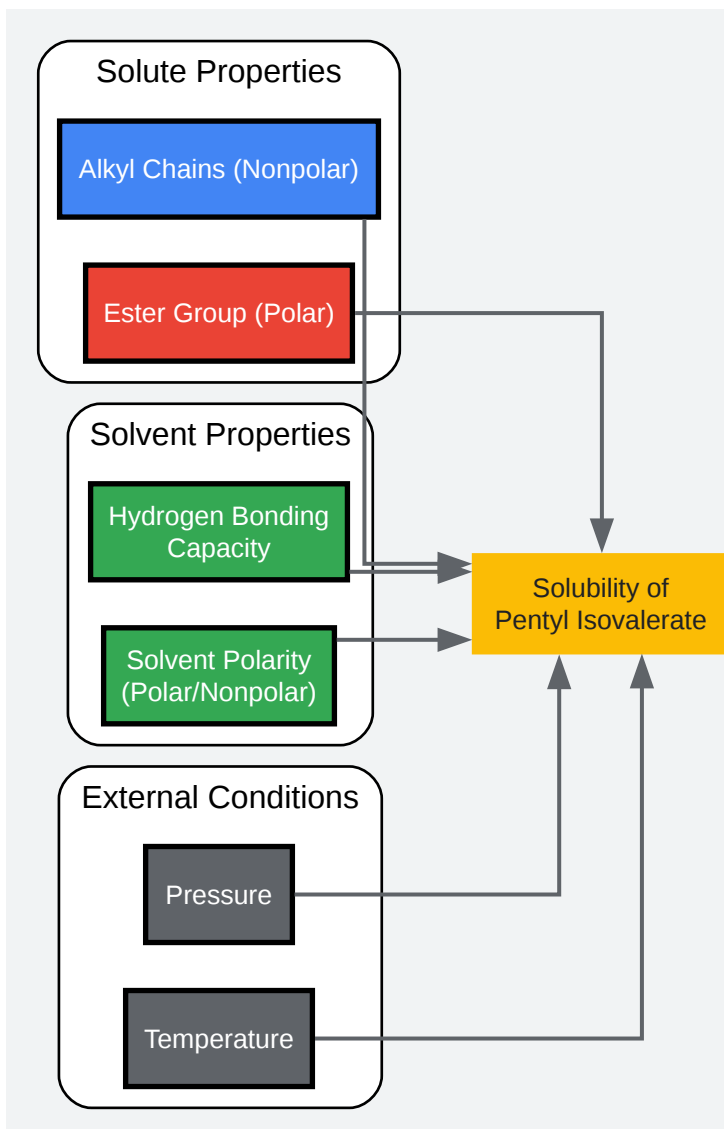 Solute Properties
Alkyl Chains (Nonpolar)
Ester Group (Polar)
Solvent Properties
Hydrogen Bonding
Capacity
Solvent Polarity
(Polar/Nonpolar)
Solubility of
Pentyl Isovalerate
External Conditions
Pressure
Temperature